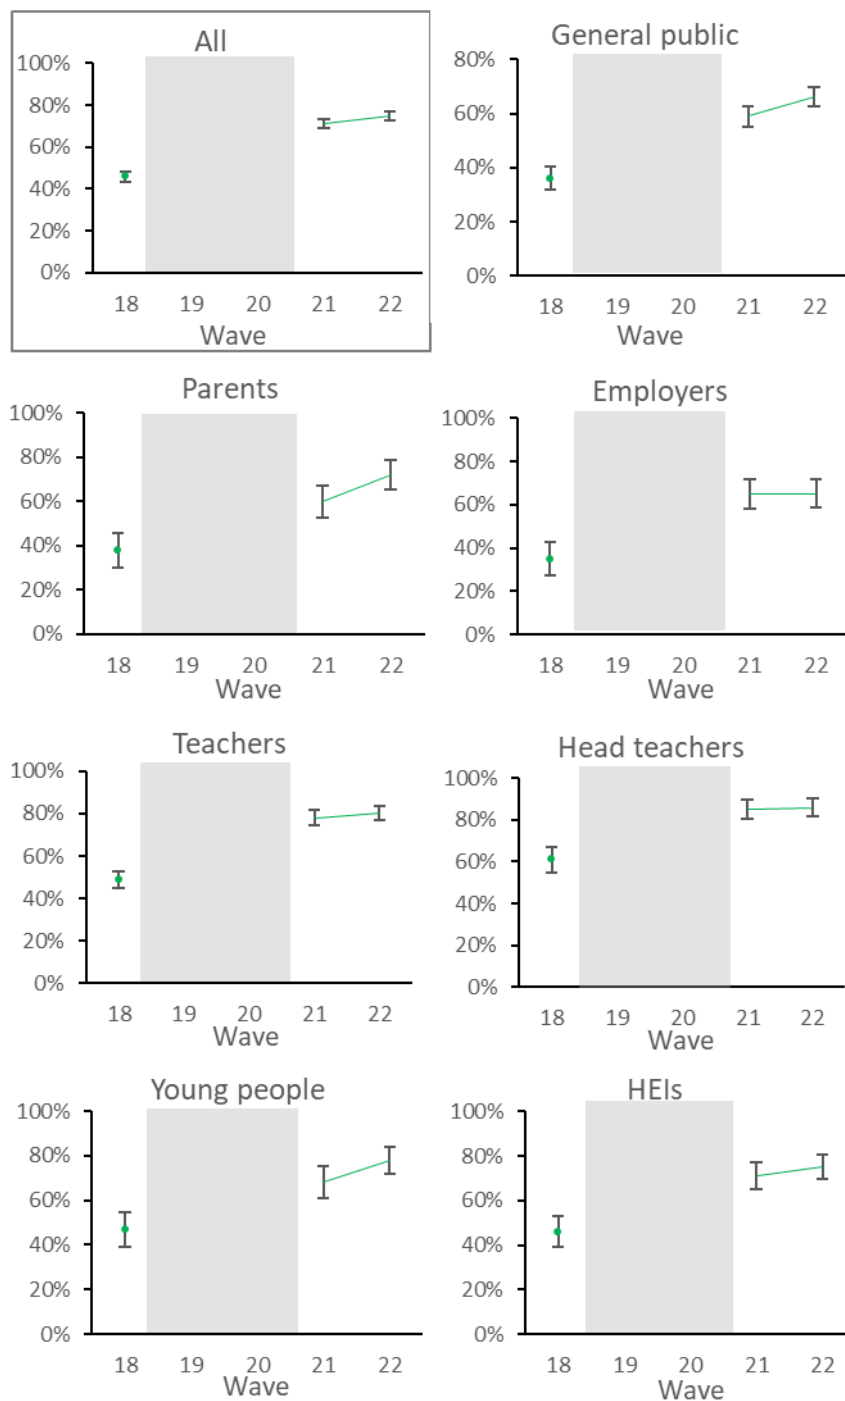 All
100%
80%
60%
40%
20%
0%
18 19 20 21 22
Wave
General public
80%
60%
40%
20%
0%
18 19 20 21 22
Wave
Parents
100%
80%
60%
40%
20%
0%
18 19 20 21 22
Wave
Employers
100%
80%
60%
40%
20%
0%
18 19 20 21 22
Wave
Teachers
100%
80%
60%
40%
20%
0%
18 19 20 21 22
Wave
Head teachers
100%
80%
60%
40%
20%
0%
18 19 20 21 22
Wave
Young people
100%
80%
60%
40%
20%
0%
18 19 20 21 22
Wave
HEIs
100%
80%
60%
40%
20%
0%
18 19 20 21 22
Wave